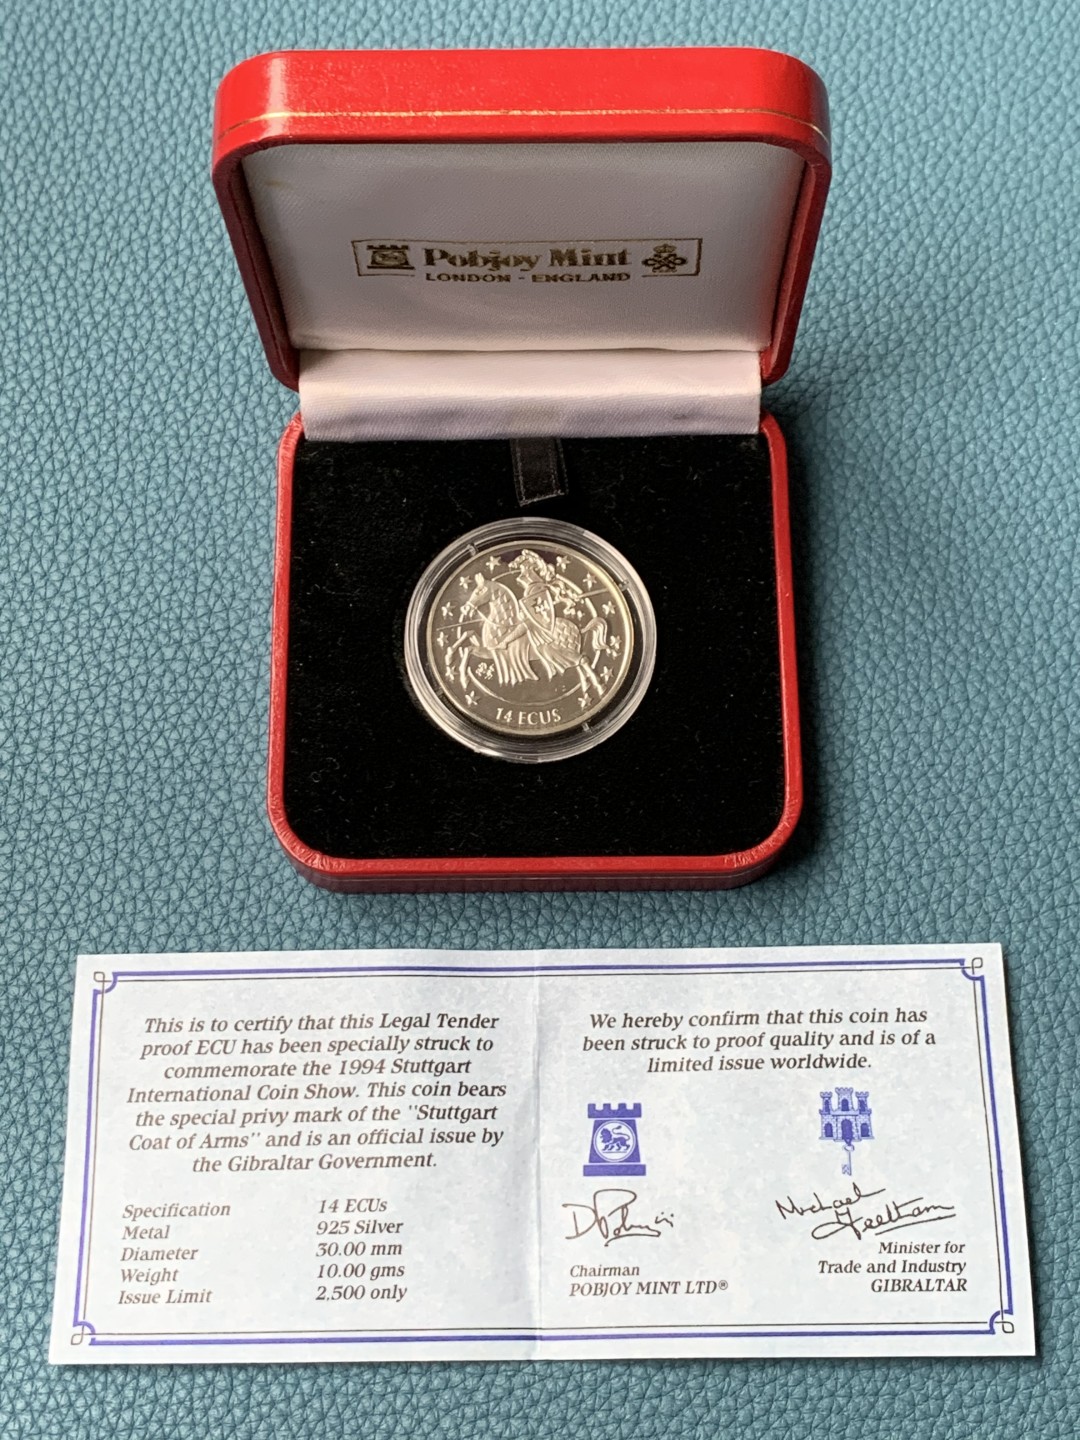 Pobjoy Mint
LONDON - ENGLAND
14 ECUS
This is to certify that this Legal Tender
proof ECU has been specially struck to
commemorate the 1994 Stuttgart
International Coin Show. This coin bears
the special privy mark of the "Stuttgart
Coat of Arms" and is an official issue by
the Gibraltar Government.
Specification 14 ECUs
Metal 925 Silver
Diameter 30.00 mm
Weight 10.00 gms
Issue Limit 2,500 only
We hereby confirm that this coin has
been struck to proof quality and is of a
limited issue worldwide.
Michael
Feetham
Chairman
POBJOY MINT LTD®
Minister for
Trade and Industry
GIBRALTAR